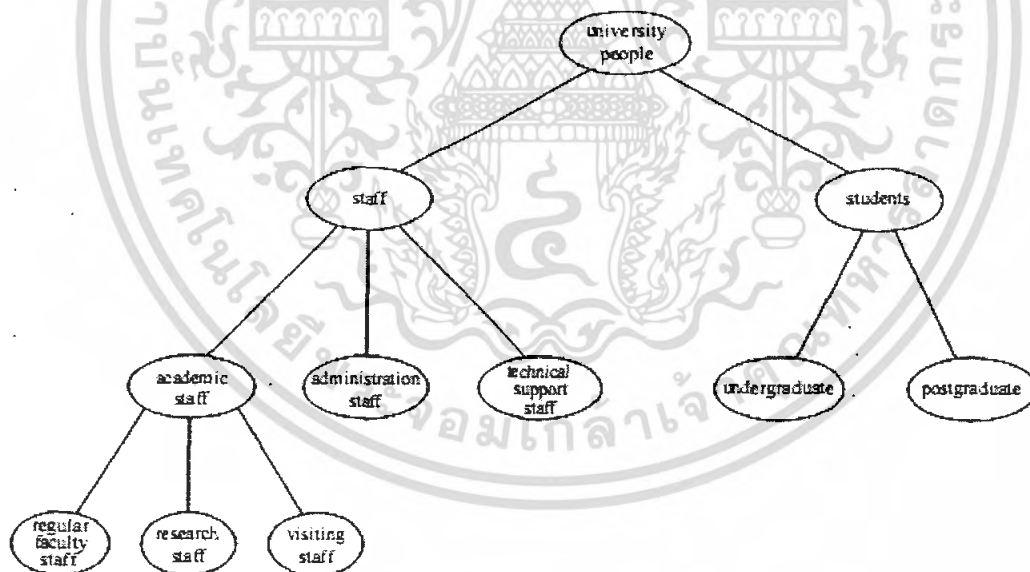 university
people
staff
students
academic
staff
administration
staff
technical
support
staff
undergraduate
postgraduate
regular
faculty
staff
research
staff
visiting
staff